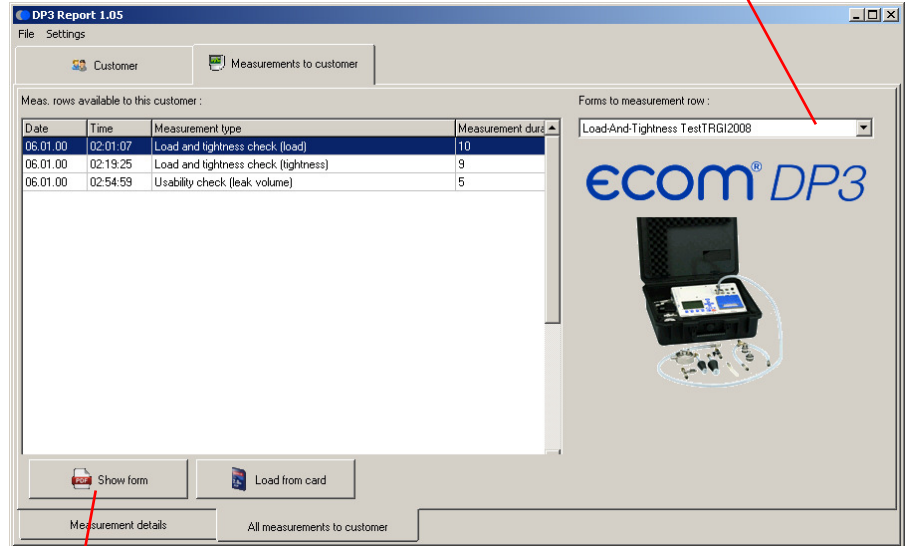 DP3 Report 1.05
File Settings
Customer
Measurements to customer
Meas. rows available to this customer :
Forms to measurement row :
Date Time Measurement type Measurement dura
06.01.00 02:01:07 Load and tightness check (load) 10
06.01.00 02:19:25 Load and tightness check (tightness) 9
06.01.00 02:54:59 Usability check (leak volume) 5
Load-And-Tightness TestTRGI2008
ecom® DP3
PDF Show form
Load from card
Measurement details
All measurements to customer